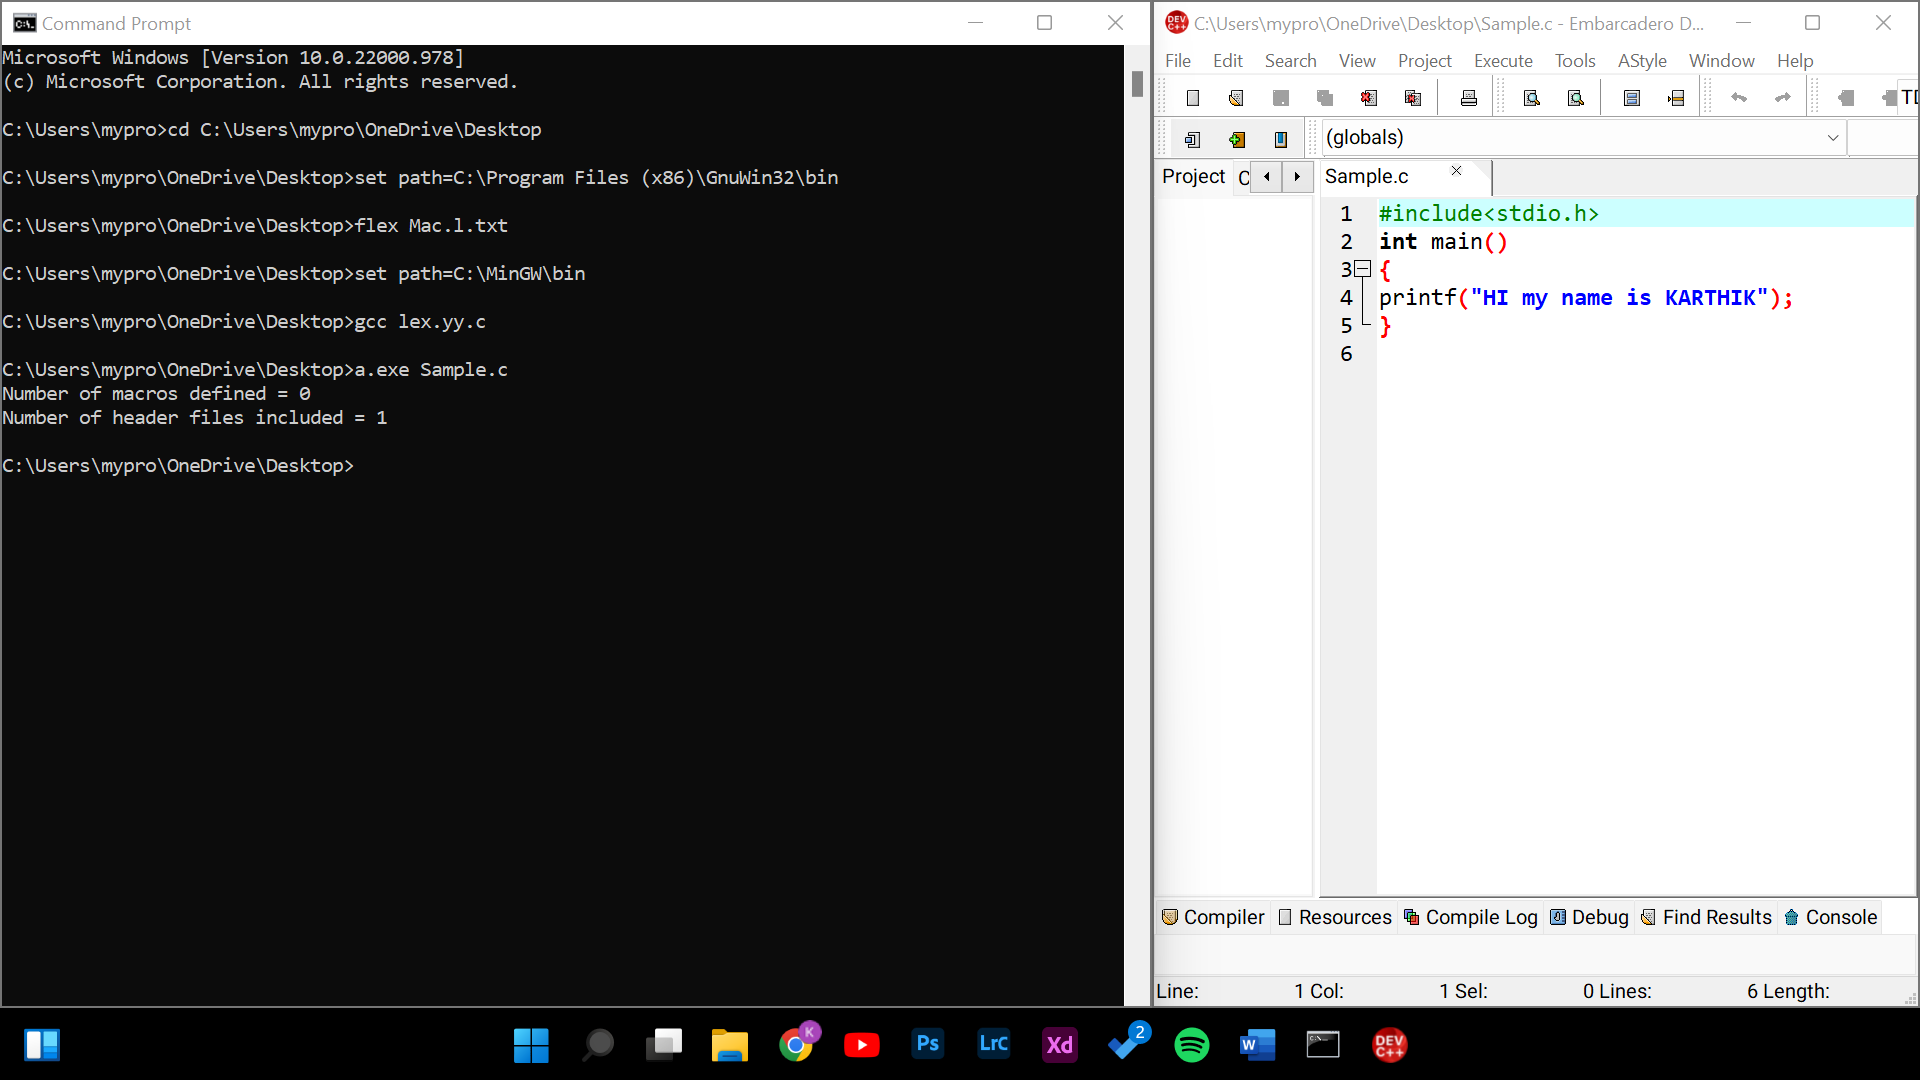 Command Prompt
Microsoft Windows [Version 10.0.22000.978]
(c) Microsoft Corporation. All rights reserved.
C:\Users\mypro>cd C:\Users\mypro\OneDrive\Desktop
C:\Users\mypro\OneDrive\Desktop>set path=C:\Program Files (x86)\GnuWin32\bin
C:\Users\mypro\OneDrive\Desktop>flex Mac.l.txt
C:\Users\mypro\OneDrive\Desktop>set path=C:\MinGW\bin
C:\Users\mypro\OneDrive\Desktop>gcc lex.yy.c
C:\Users\mypro\OneDrive\Desktop>a.exe Sample.c
Number of macros defined = 0
Number of header files included = 1
C:\Users\mypro\OneDrive\Desktop>
DEV C++
C:\Users\mypro\OneDrive\Desktop\Sample.c - Embarcadero D...
File Edit Search View Project Execute Tools AStyle Window Help
(globals)
Project
Sample.c
1 #include<stdio.h>
2 int main()
3 {
4 printf("HI my name is KARTHIK");
5 }
6
Compiler Resources Compile Log Debug Find Results Console
Line: 1 Col: 1 Sel: 0 Lines: 6 Length:
K
Ps
LrC
Xd
2
W
DEV C++